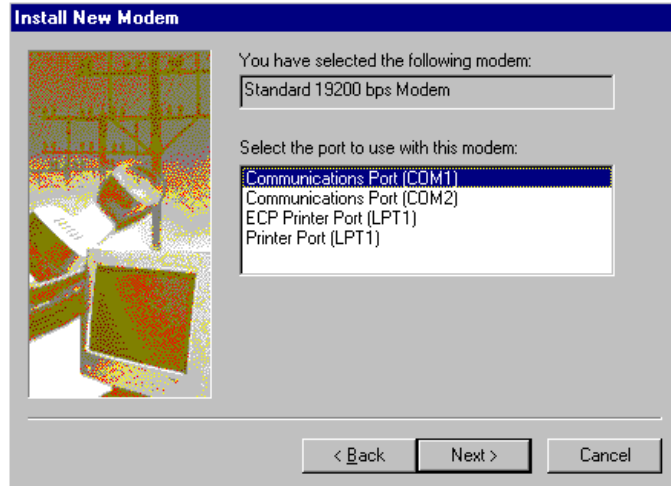 Install New Modem
You have selected the following modem:
Standard 19200 bps Modem
Select the port to use with this modem:
Communications Port (COM1)
Communications Port (COM2)
ECP Printer Port (LPT1)
Printer Port (LPT1)
< Back
Next >
Cancel